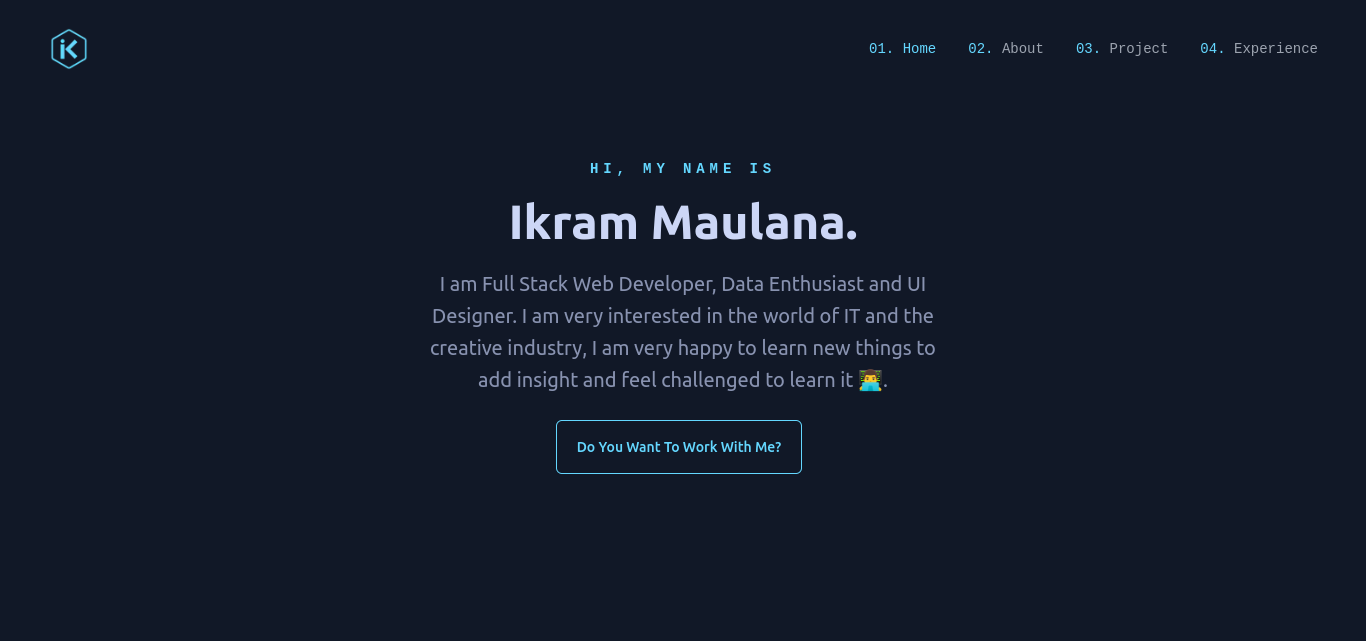 iK
01. Home 02. About 03. Project 04. Experience
HI, MY NAME IS
Ikram Maulana.
I am Full Stack Web Developer, Data Enthusiast and UI
Designer. I am very interested in the world of IT and the
creative industry, I am very happy to learn new things to
add insight and feel challenged to learn it 👨‍💻.
Do You Want To Work With Me?